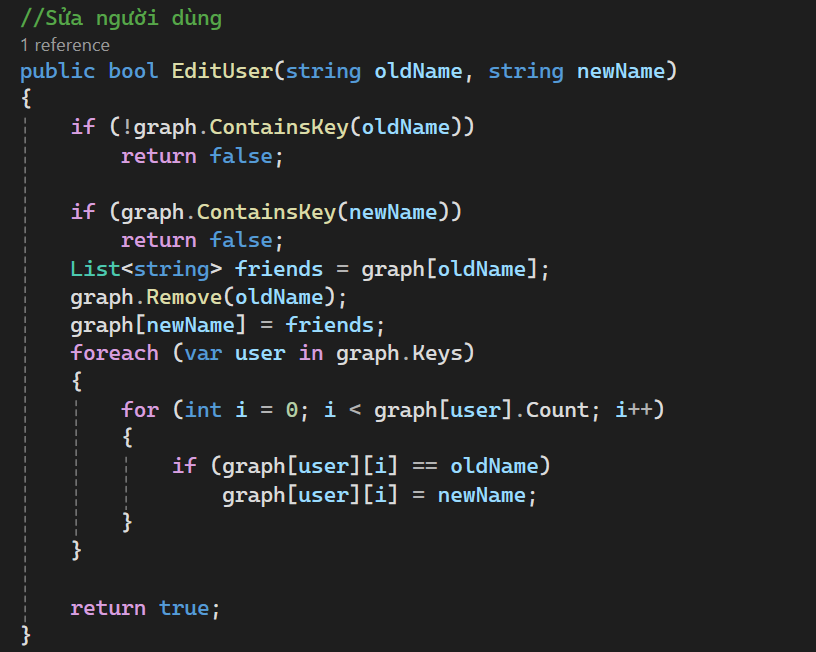 //Sửa người dùng
1 reference
public bool EditUser(string oldName, string newName)
{
    if (!graph.ContainsKey(oldName))
        return false;

    if (graph.ContainsKey(newName))
        return false;
    List<string> friends = graph[oldName];
    graph.Remove(oldName);
    graph[newName] = friends;
    foreach (var user in graph.Keys)
    {
        for (int i = 0; i < graph[user].Count; i++)
        {
            if (graph[user][i] == oldName)
                graph[user][i] = newName;
        }
    }

    return true;
}